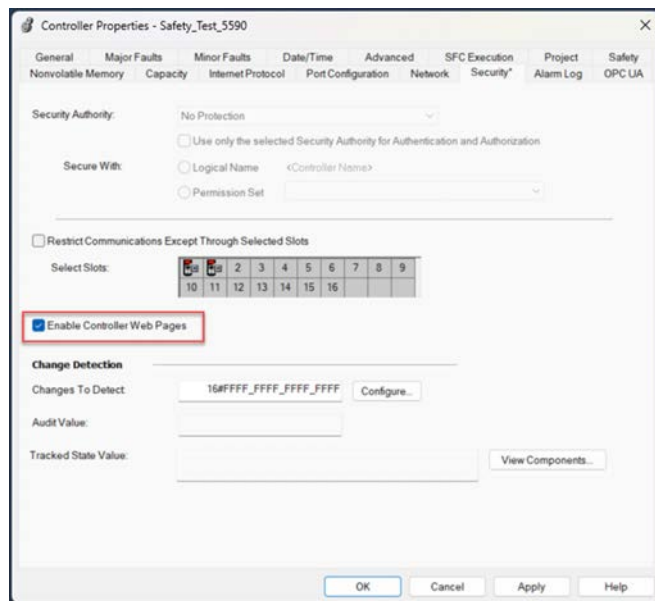 Controller Properties - Safety_Test_5590
General Major Faults Minor Faults Date/Time Advanced SFC Execution Project Safety
Nonvolatile Memory Capacity Internet Protocol Port Configuration Network Security* Alarm Log OPC UA
Security Authority: No Protection
Use only the selected Security Authority for Authentication and Authorization
Secure With: Logical Name <Controller Name>
Permission Set
Restrict Communications Except Through Selected Slots
Select Slots: 2 3 4 5 6 7 8 9
10 11 12 13 14 15 16
Enable Controller Web Pages
Change Detection
Changes To Detect 16#FFFF_FFFF_FFFF_FFFF Configure...
Audit Value:
Tracked State Value: View Components...
OK Cancel Apply Help